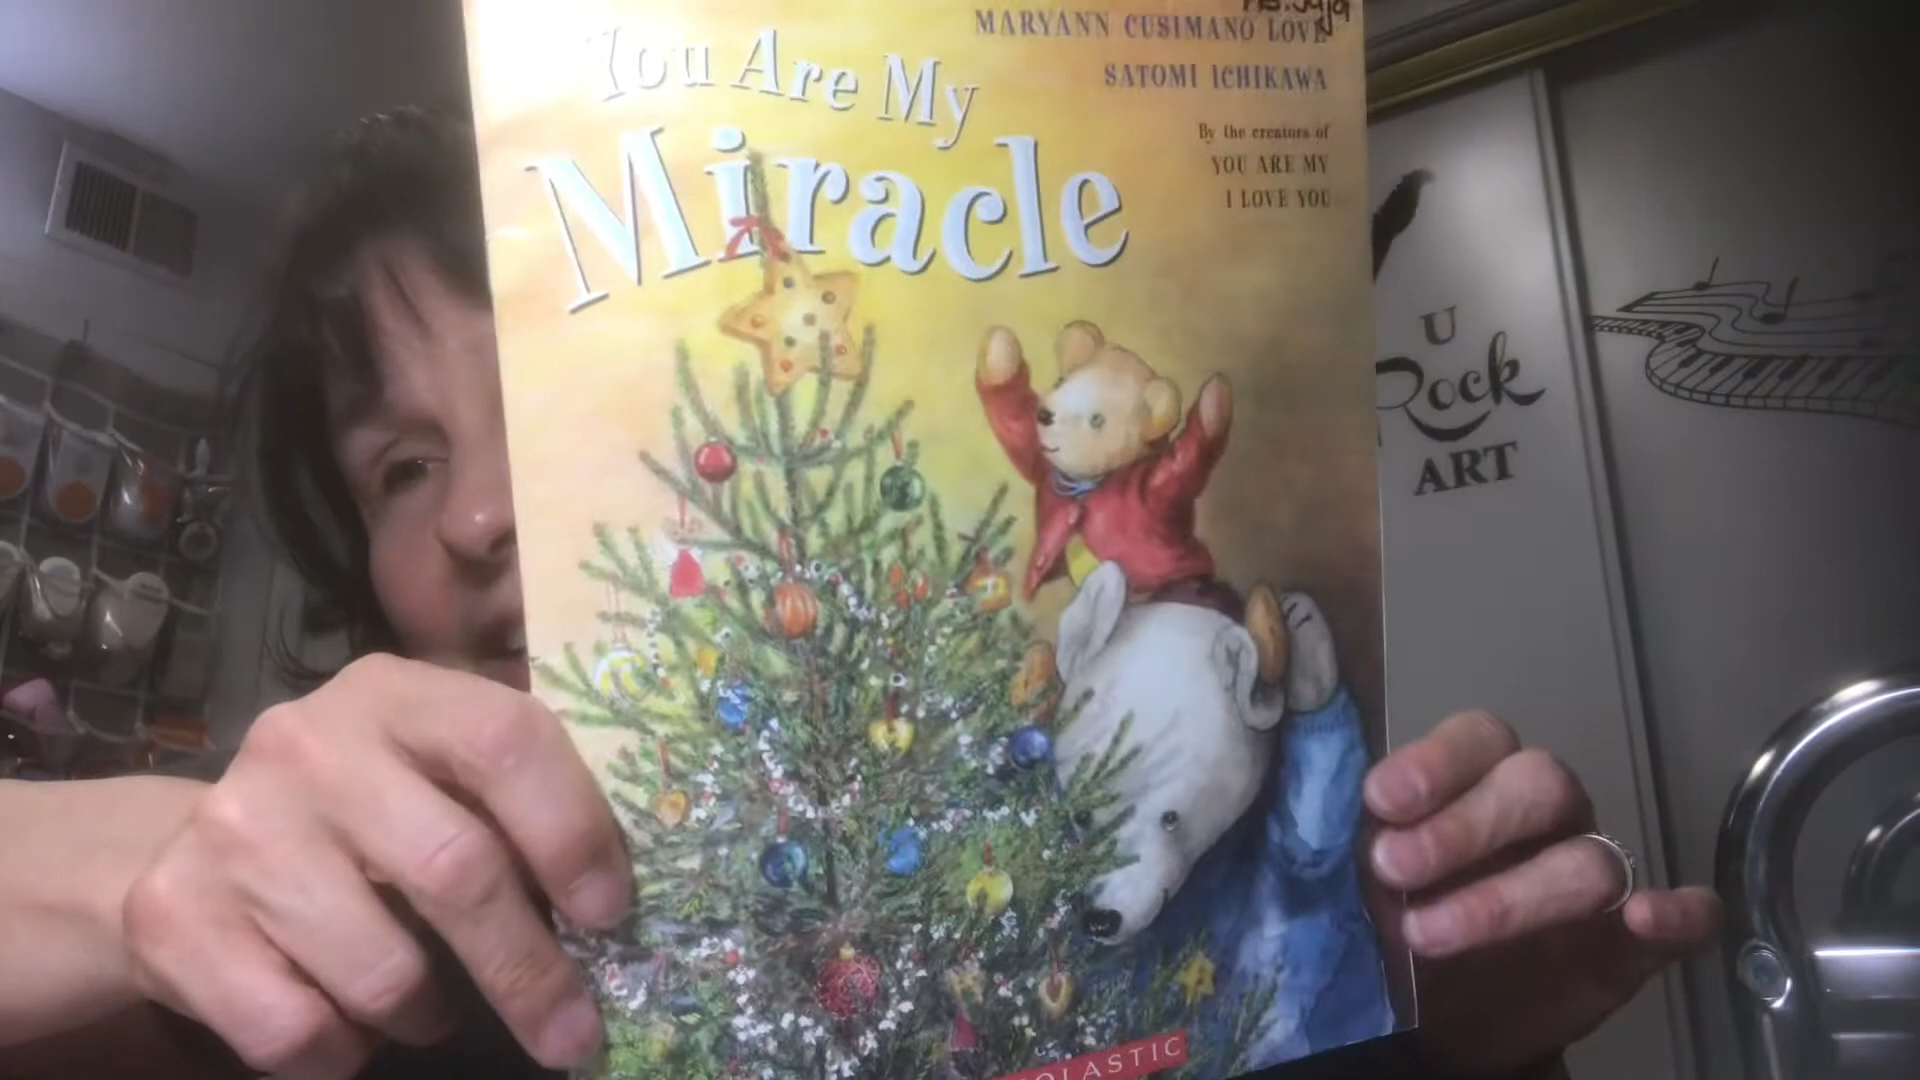 MARYANN CUSIMANO LOVE
SATOMI ICHIKAWA
You Are My
Miracle
By the creators of
YOU ARE MY
I LOVE YOU
U
Rock
ART
SCHOLASTIC